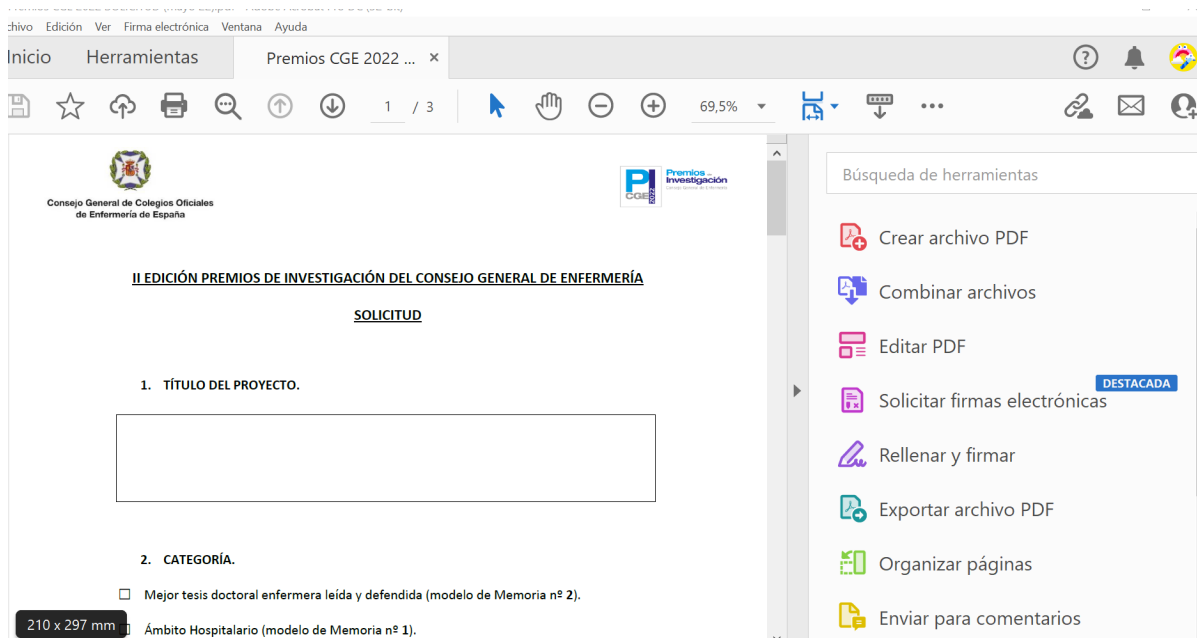 chivo Edición Ver Firma electrónica Ventana Ayuda
Inicio Herramientas Premios CGE 2022 ... ×
1 / 3 69,5%
Consejo General de Colegios Oficiales
de Enfermería de España
PI
CGE
2022
Premios de
Investigación
II EDICIÓN PREMIOS DE INVESTIGACIÓN DEL CONSEJO GENERAL DE ENFERMERÍA
SOLICITUD
1. TÍTULO DEL PROYECTO.
2. CATEGORÍA.
Mejor tesis doctoral enfermera leída y defendida (modelo de Memoria nº 2).
Ámbito Hospitalario (modelo de Memoria nº 1).
210 x 297 mm
Búsqueda de herramientas
Crear archivo PDF
Combinar archivos
Editar PDF
DESTACADA
Solicitar firmas electrónicas
Rellenar y firmar
Exportar archivo PDF
Organizar páginas
Enviar para comentarios